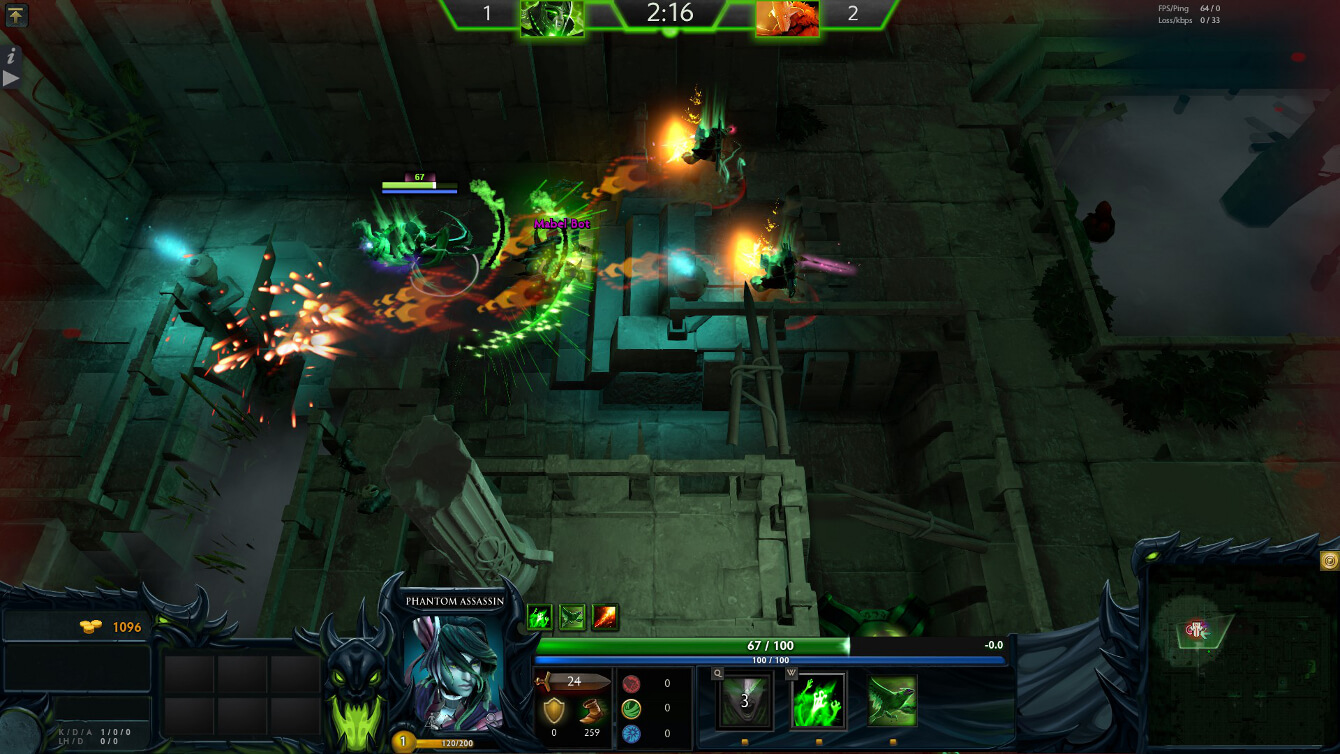 1
2:16
2
FPS/Ping 64 / 0
Loss/kbps 0 / 33
67
Mabel Bot
1096
PHANTOM ASSASSIN
67 / 100
-0.0
100 / 100
Q
W
3
24
0
259
0
0
0
K / D / A 1 / 0 / 0
LH / D 0 / 0
1
120/200